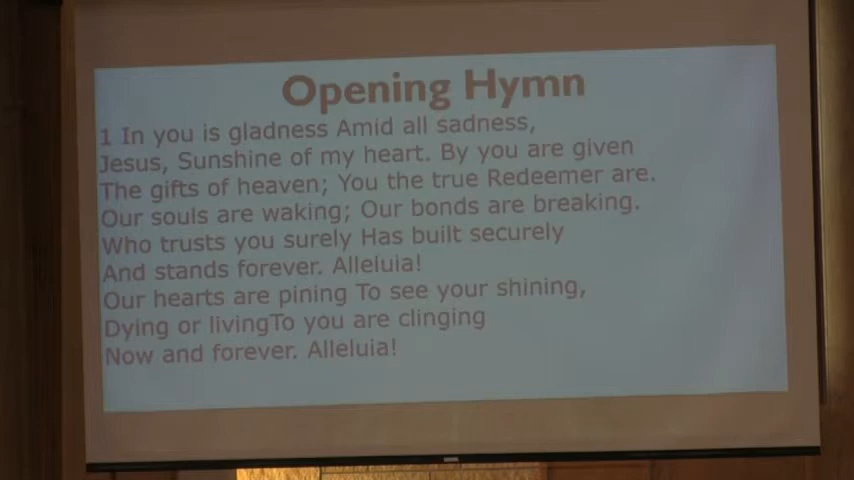 Opening Hymn
1 In you is gladness Amid all sadness,
Jesus, Sunshine of my heart. By you are given
The gifts of heaven; You the true Redeemer are.
Our souls are waking; Our bonds are breaking.
Who trusts you surely Has built securely
And stands forever. Alleluia!
Our hearts are pining To see your shining,
Dying or livingTo you are clinging
Now and forever. Alleluia!